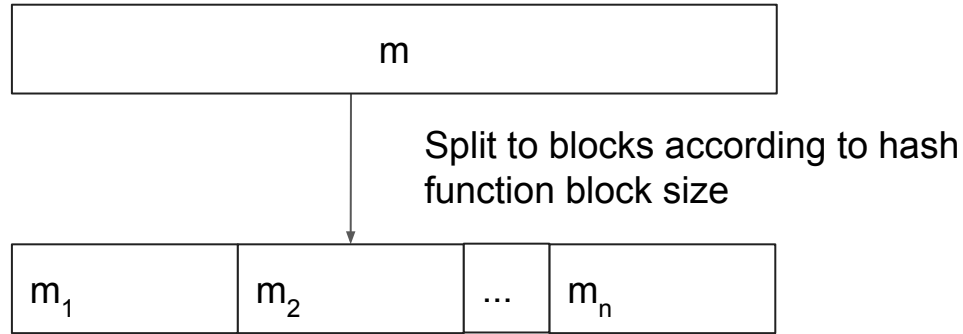 m
Split to blocks according to hash
function block size
m₁ m₂ ... mₙ